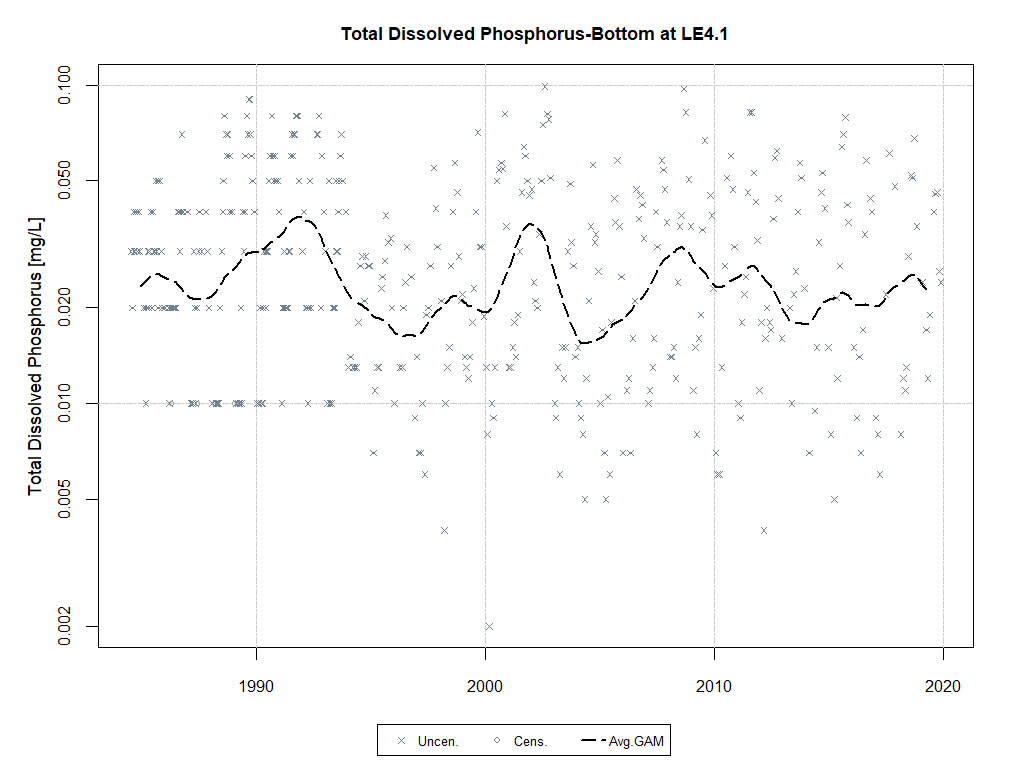 Total Dissolved Phosphorus-Bottom at LE4.1
Total Dissolved Phosphorus [mg/L]
0.100
0.050
0.020
0.010
0.005
0.002
1990 2000 2010 2020
Uncen. Cens. Avg.GAM